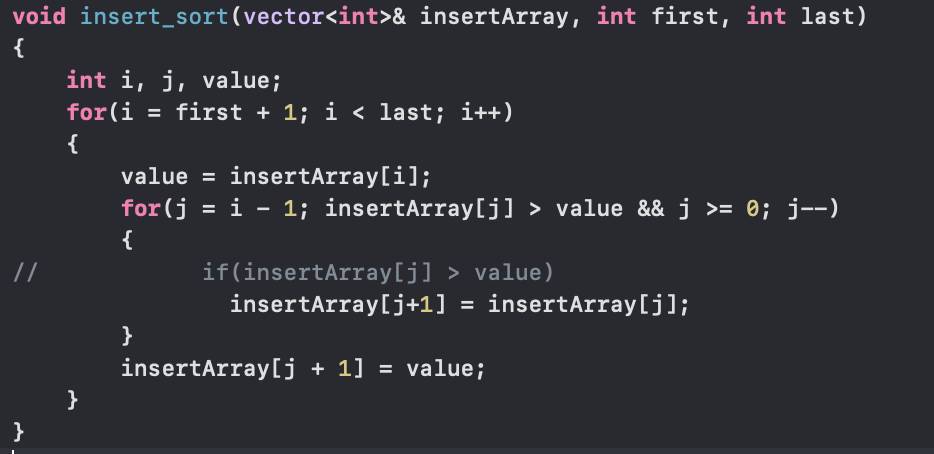 void insert_sort(vector<int>& insertArray, int first, int last)
{
    int i, j, value;
    for(i = first + 1; i < last; i++)
    {
        value = insertArray[i];
        for(j = i - 1; insertArray[j] > value && j >= 0; j--)
        {
//            if(insertArray[j] > value)
                insertArray[j+1] = insertArray[j];
        }
        insertArray[j + 1] = value;
    }
}